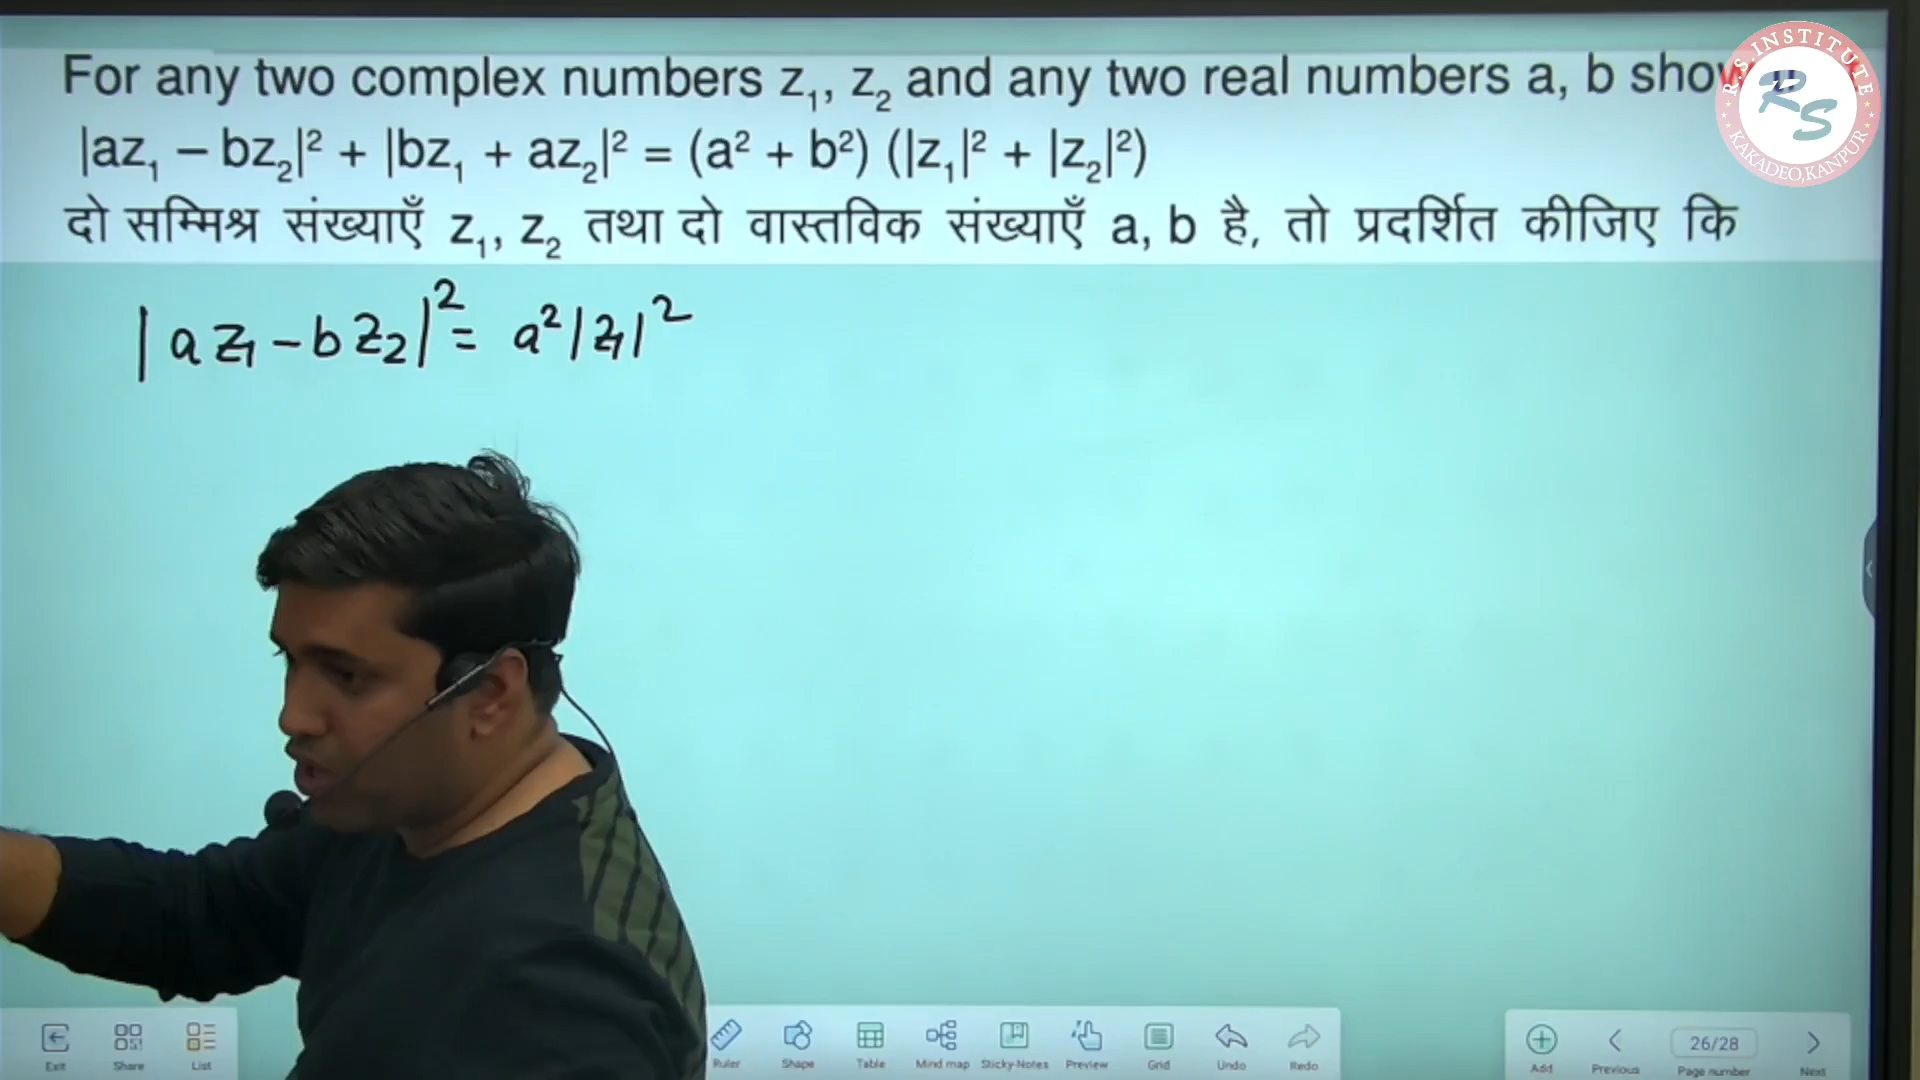 For any two complex numbers z₁, z₂ and any two real numbers a, b show
|az₁ – bz₂|² + |bz₁ + az₂|² = (a² + b²) (|z₁|² + |z₂|²)
दो सम्मिश्र संख्याएँ z₁, z₂ तथा दो वास्तविक संख्याएँ a, b है, तो प्रदर्शित कीजिए कि
|az₁ – bz₂|² = a²|z₁|²
R.S. INSTITUTE
RS
KAKADEO, KANPUR
Exit
Share
List
Ruler
Shape
Table
Mind map
Sticky-Notes
Preview
Grid
Undo
Redo
Add
Previous
26/28
Page number
Next